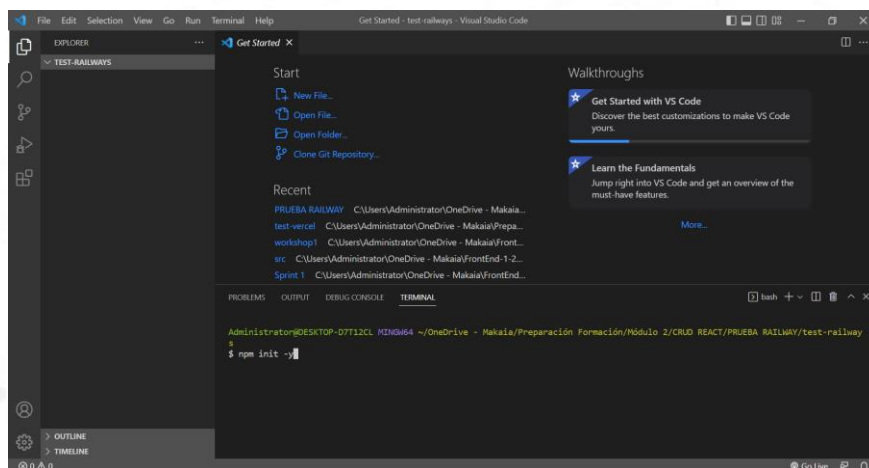 File Edit Selection View Go Run Terminal Help
Get Started - test-railways - Visual Studio Code
EXPLORER
TEST-RAILWAYS
OUTLINE
TIMELINE
Get Started
Start
New File...
Open File...
Open Folder...
Clone Git Repository...
Recent
PRUEBA RAILWAY C:\Users\Administrator\OneDrive - Makaia...
test-vercel C:\Users\Administrator\OneDrive - Makaia\Prepa...
workshop1 C:\Users\Administrator\OneDrive - Makaia\Front...
src C:\Users\Administrator\OneDrive - Makaia\FrontEnd-1-2...
Sprint 1 C:\Users\Administrator\OneDrive - Makaia\FrontEnd...
Walkthroughs
Get Started with VS Code
Discover the best customizations to make VS Code
yours.
Learn the Fundamentals
Jump right into VS Code and get an overview of the
must-have features.
More...
PROBLEMS OUTPUT DEBUG CONSOLE TERMINAL
bash
Administrator@DESKTOP-D7T12CL MINGW64 ~/OneDrive - Makaia/Preparación Formación/Módulo 2/CRUD REACT/PRUEBA RAILWAY/test-railway
s
$ npm init -y
0 0
Go Live